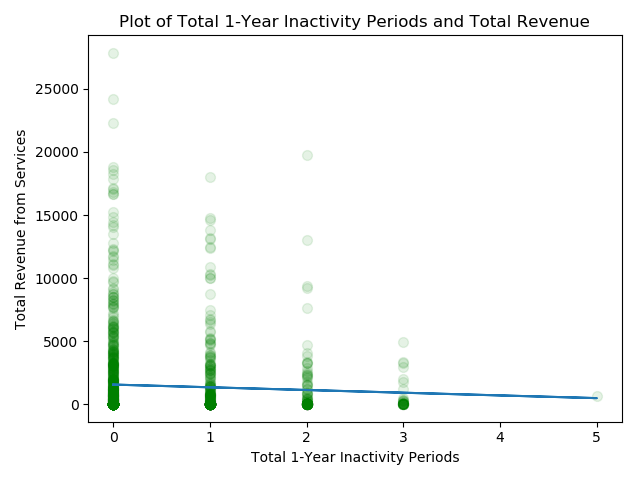 Plot of Total 1-Year Inactivity Periods and Total Revenue
Total Revenue from Services
25000
20000
15000
10000
5000
0
0 1 2 3 4 5
Total 1-Year Inactivity Periods